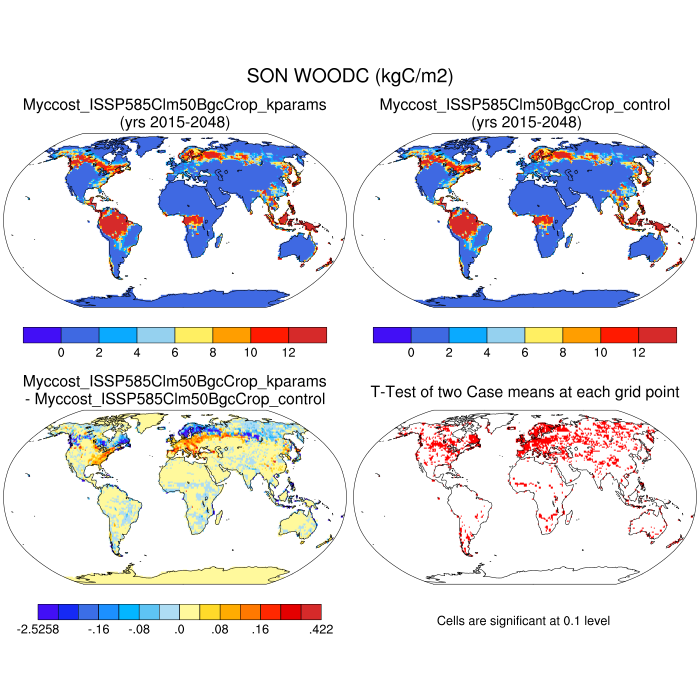 SON WOODC (kgC/m2)
Myccost_ISSP585Clm50BgcCrop_kparams
(yrs 2015-2048)
Myccost_ISSP585Clm50BgcCrop_control
(yrs 2015-2048)
0 2 4 6 8 10 12
0 2 4 6 8 10 12
Myccost_ISSP585Clm50BgcCrop_kparams
- Myccost_ISSP585Clm50BgcCrop_control
T-Test of two Case means at each grid point
-2.5258 -.16 -.08 .0 .08 .16 .422
Cells are significant at 0.1 level